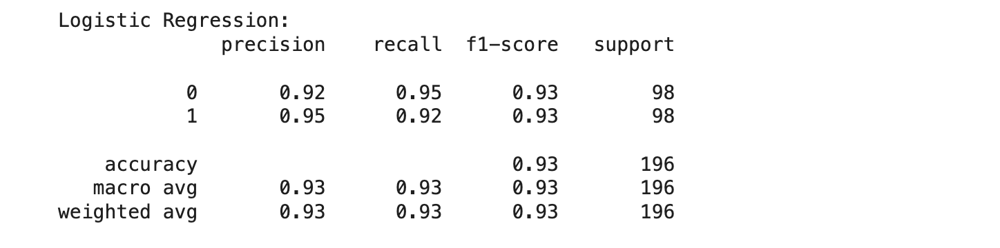 Logistic Regression:
              precision    recall  f1-score   support

           0       0.92      0.95      0.93        98
           1       0.95      0.92      0.93        98

    accuracy                           0.93       196
   macro avg       0.93      0.93      0.93       196
weighted avg       0.93      0.93      0.93       196